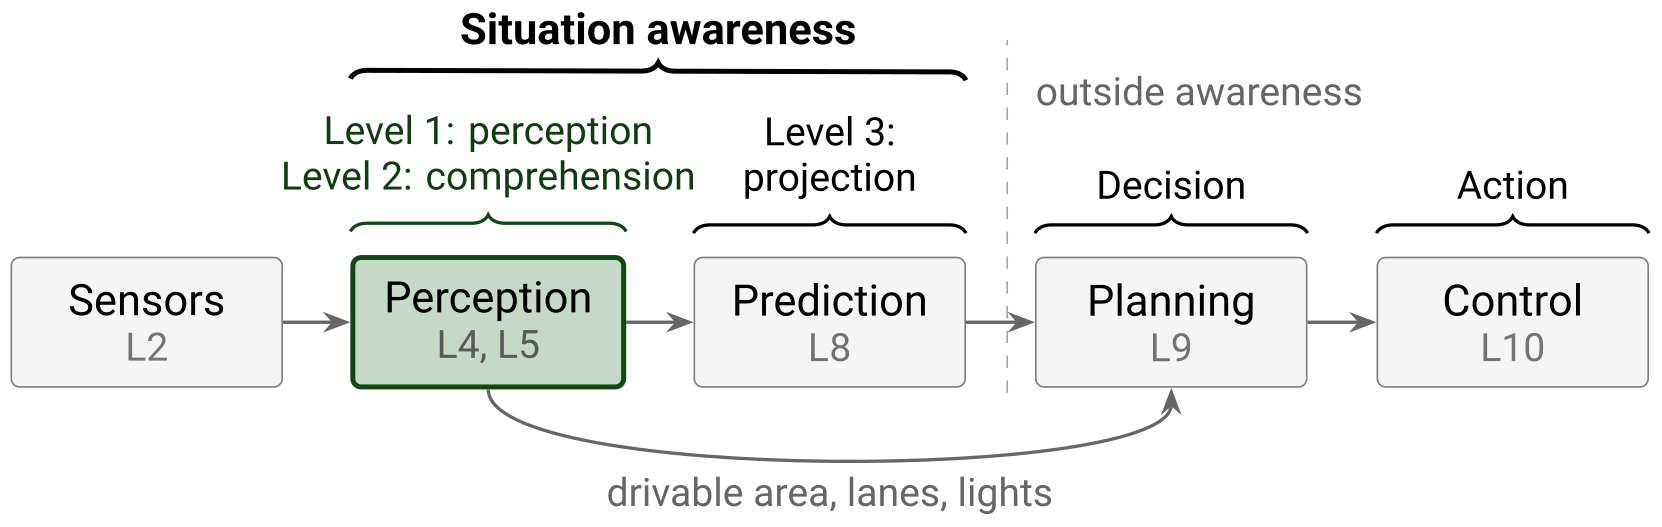 Situation awareness
outside awareness
Level 1: perception
Level 2: comprehension
Level 3:
projection
Decision
Action
Sensors
L2
Perception
L4, L5
Prediction
L8
Planning
L9
Control
L10
drivable area, lanes, lights